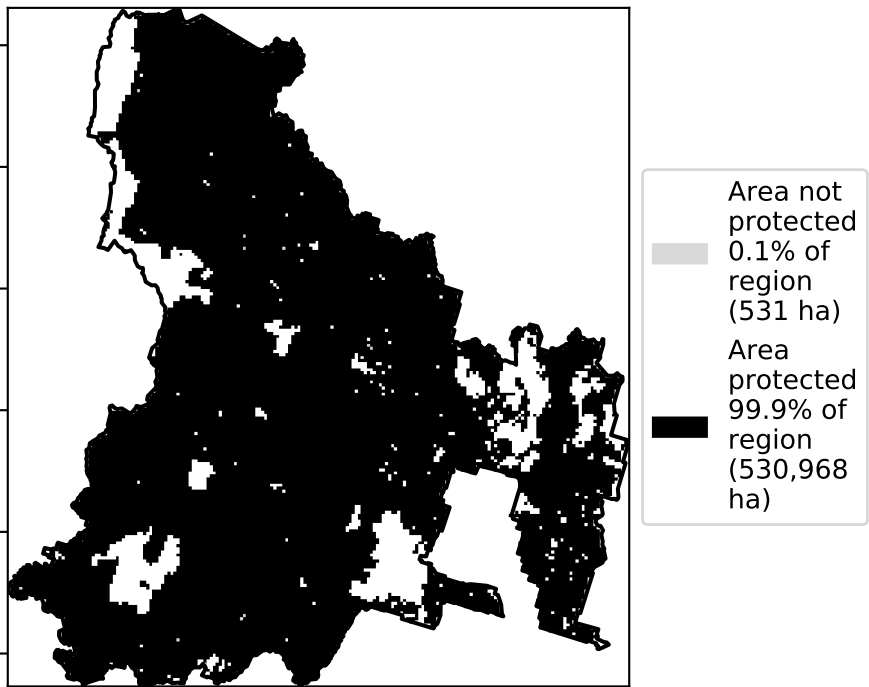 Area not
protected
0.1% of
region
(531 ha)
Area
protected
99.9% of
region
(530,968
ha)